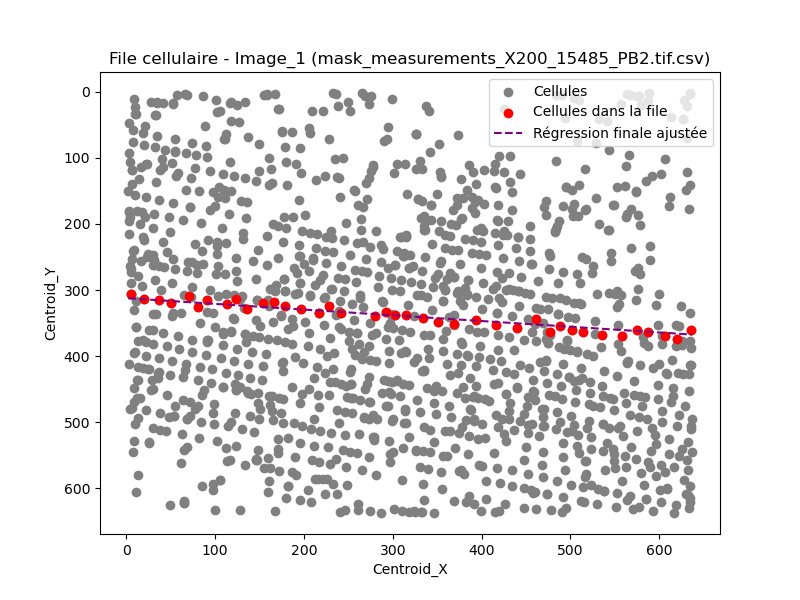 File cellulaire - Image_1 (mask_measurements_X200_15485_PB2.tif.csv)
Cellules
Cellules dans la file
Régression finale ajustée
0
100
200
300
400
500
600
Centroid_Y
0 100 200 300 400 500 600
Centroid_X